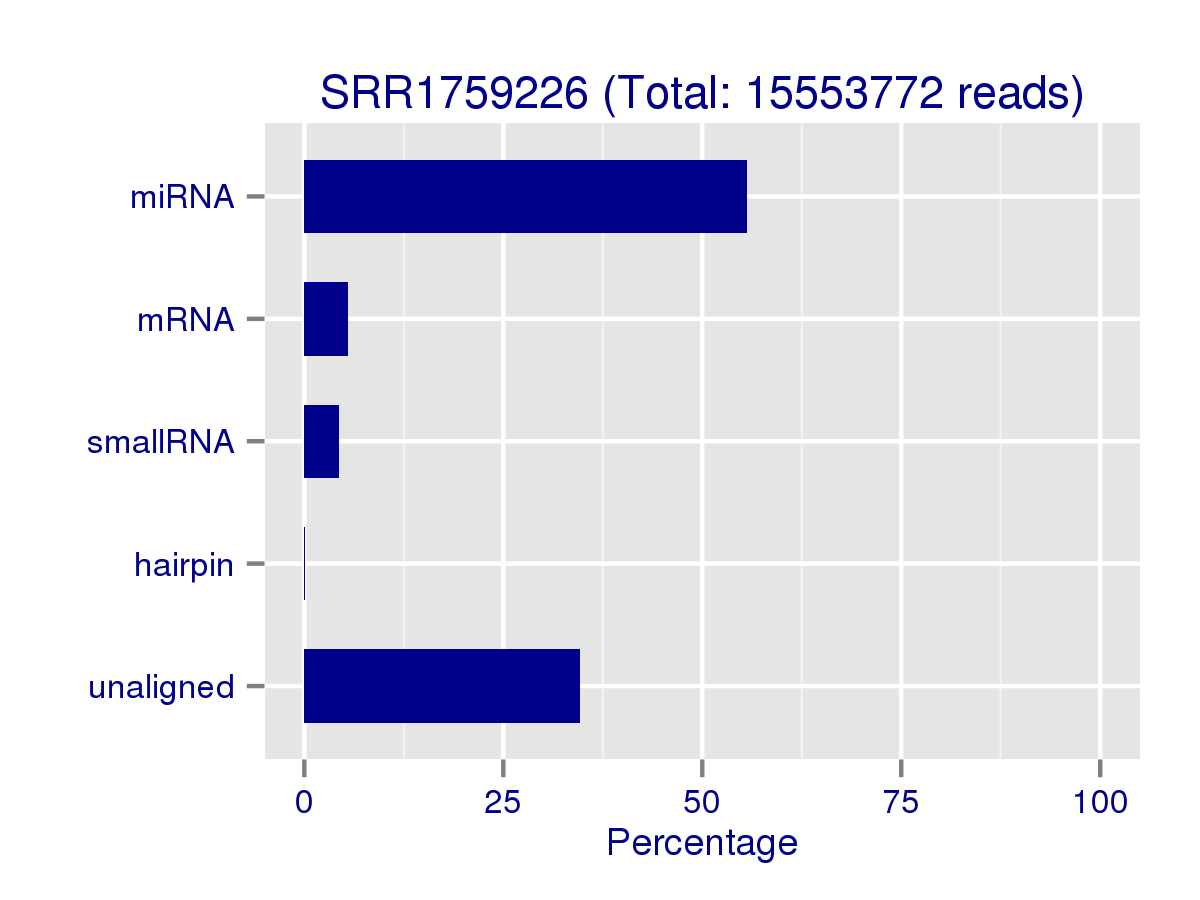 SRR1759226 (Total: 15553772 reads)
miRNA
mRNA
smallRNA
hairpin
unaligned
0 25 50 75 100
Percentage